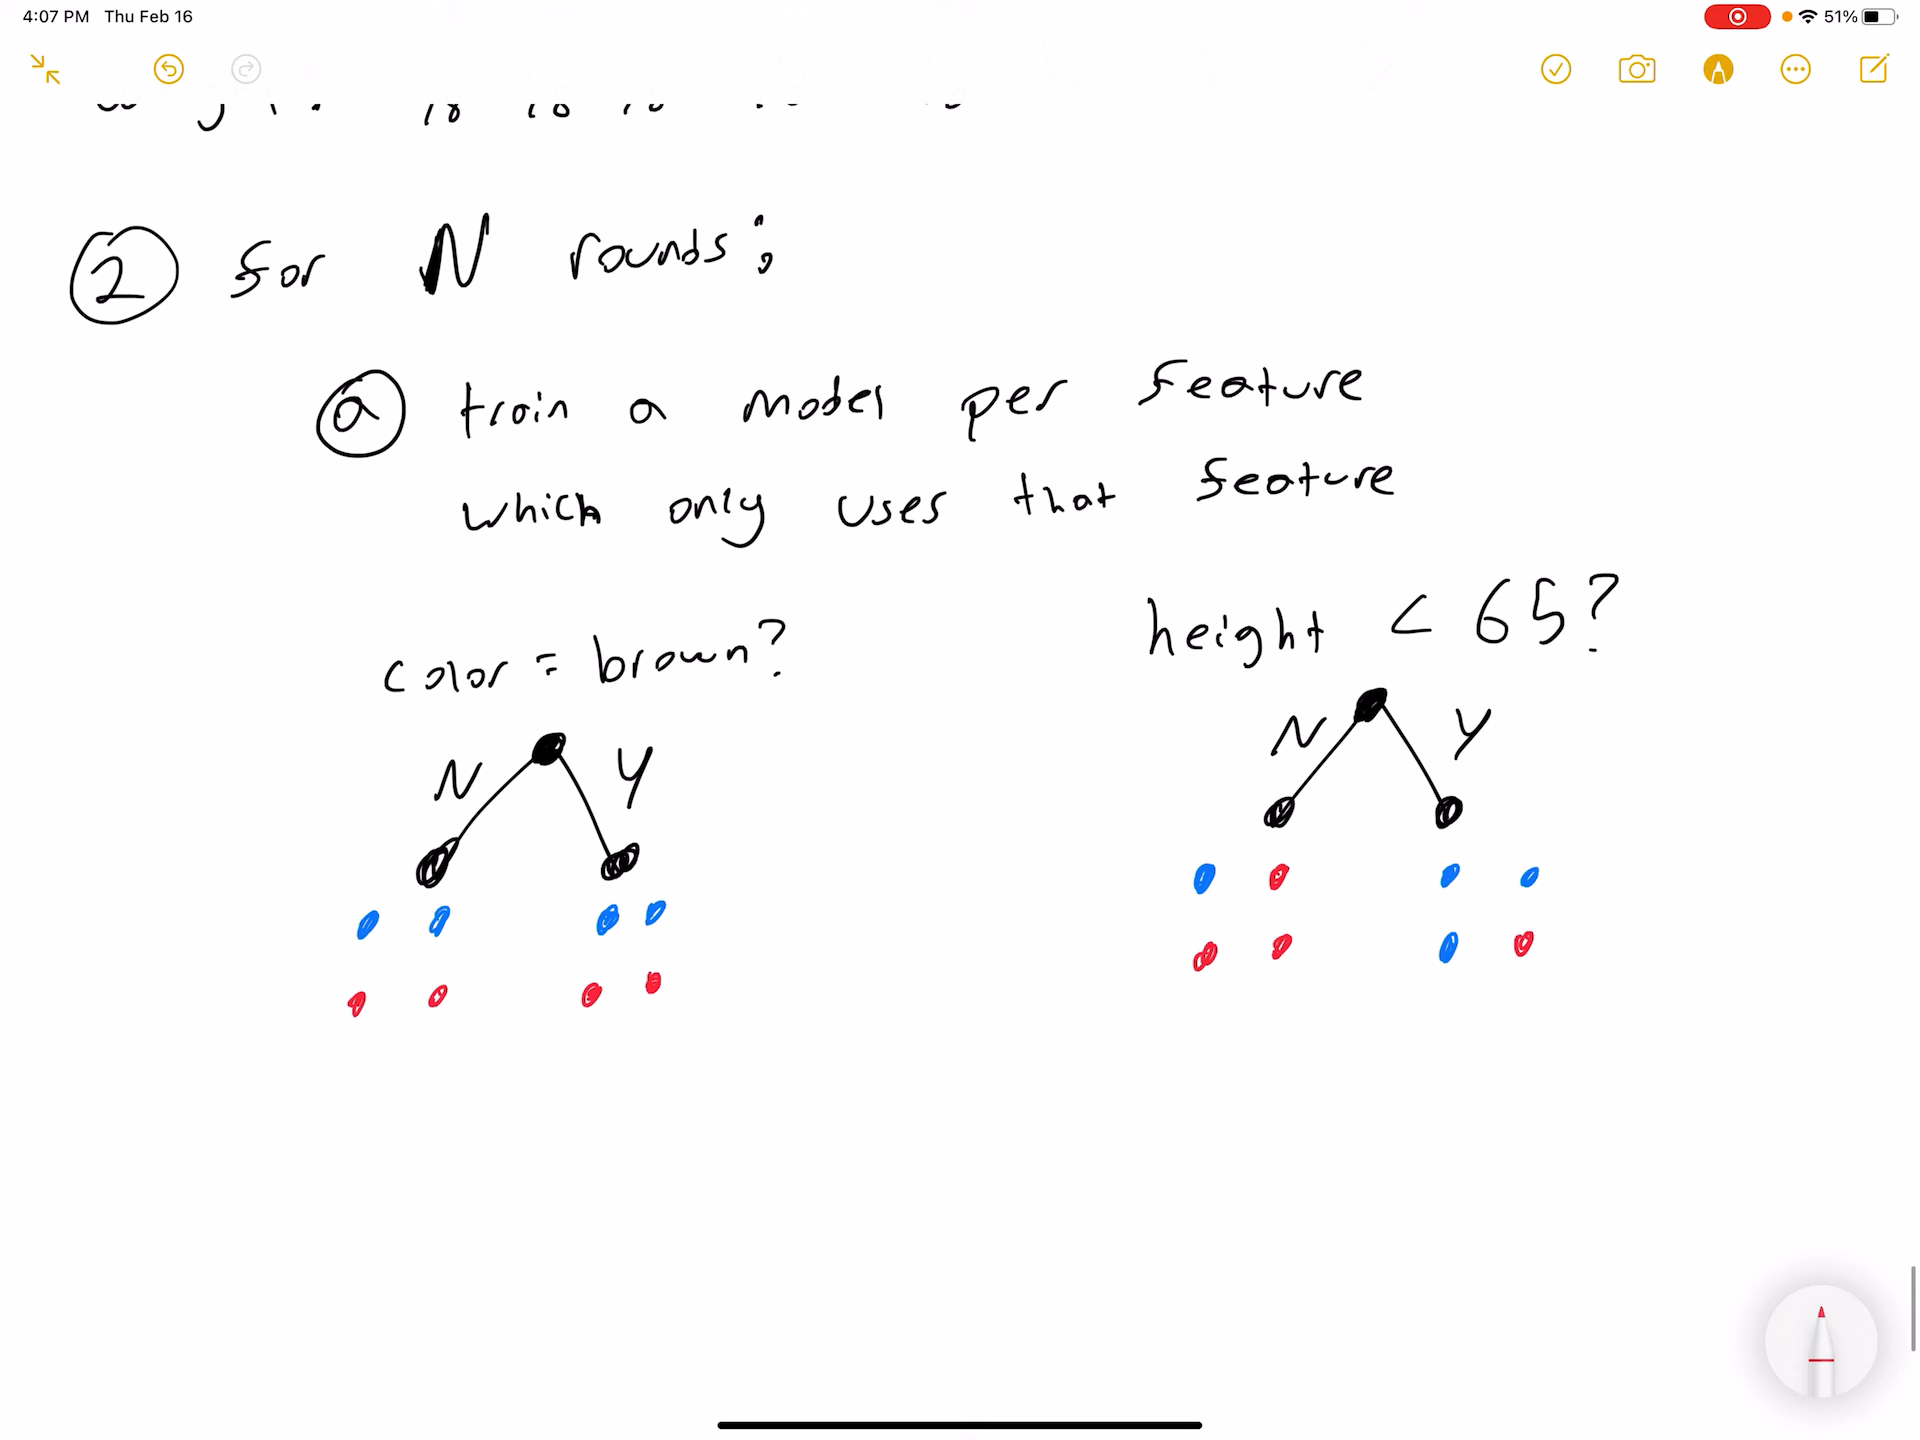 4:07 PM Thu Feb 16
51%
2 for N rounds:
a train a model per feature
which only uses that feature
color = brown?
height < 65?
N Y
N Y